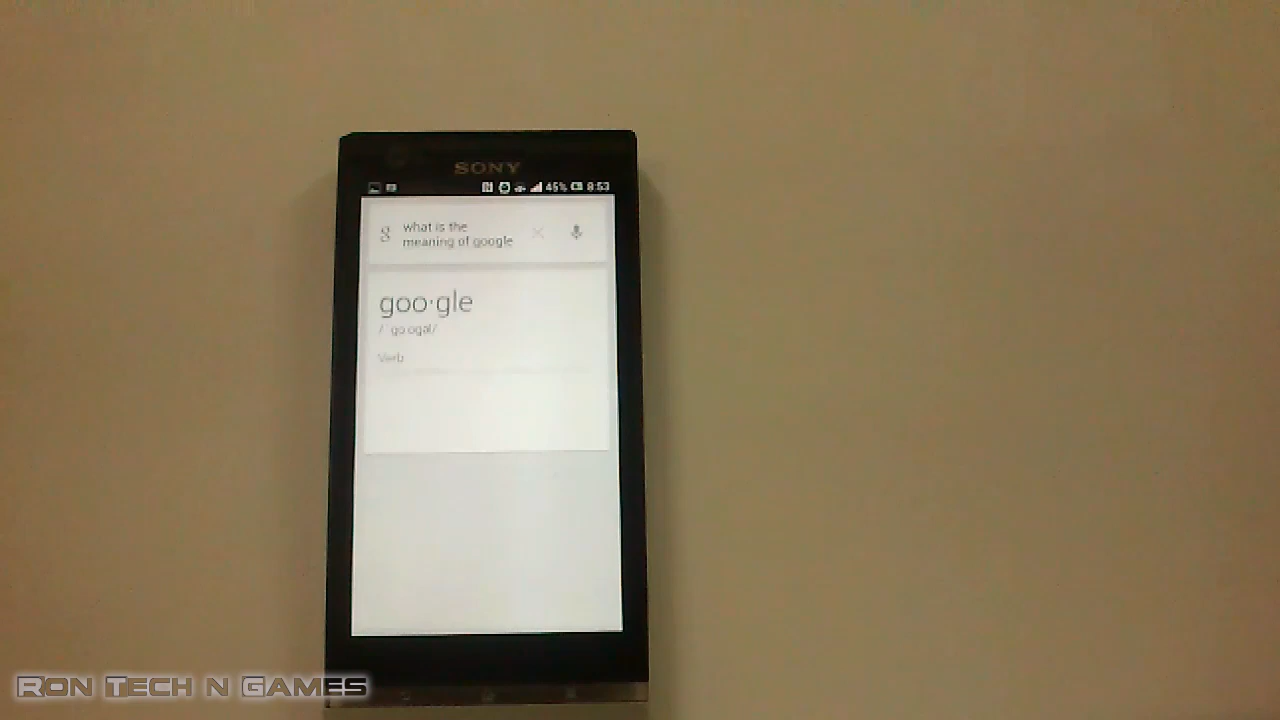 SONY
45% 8:53
g what is the
meaning of google
goo·gle
/ˈgo͞ogəl/
Verb
RON TECH N GAMES